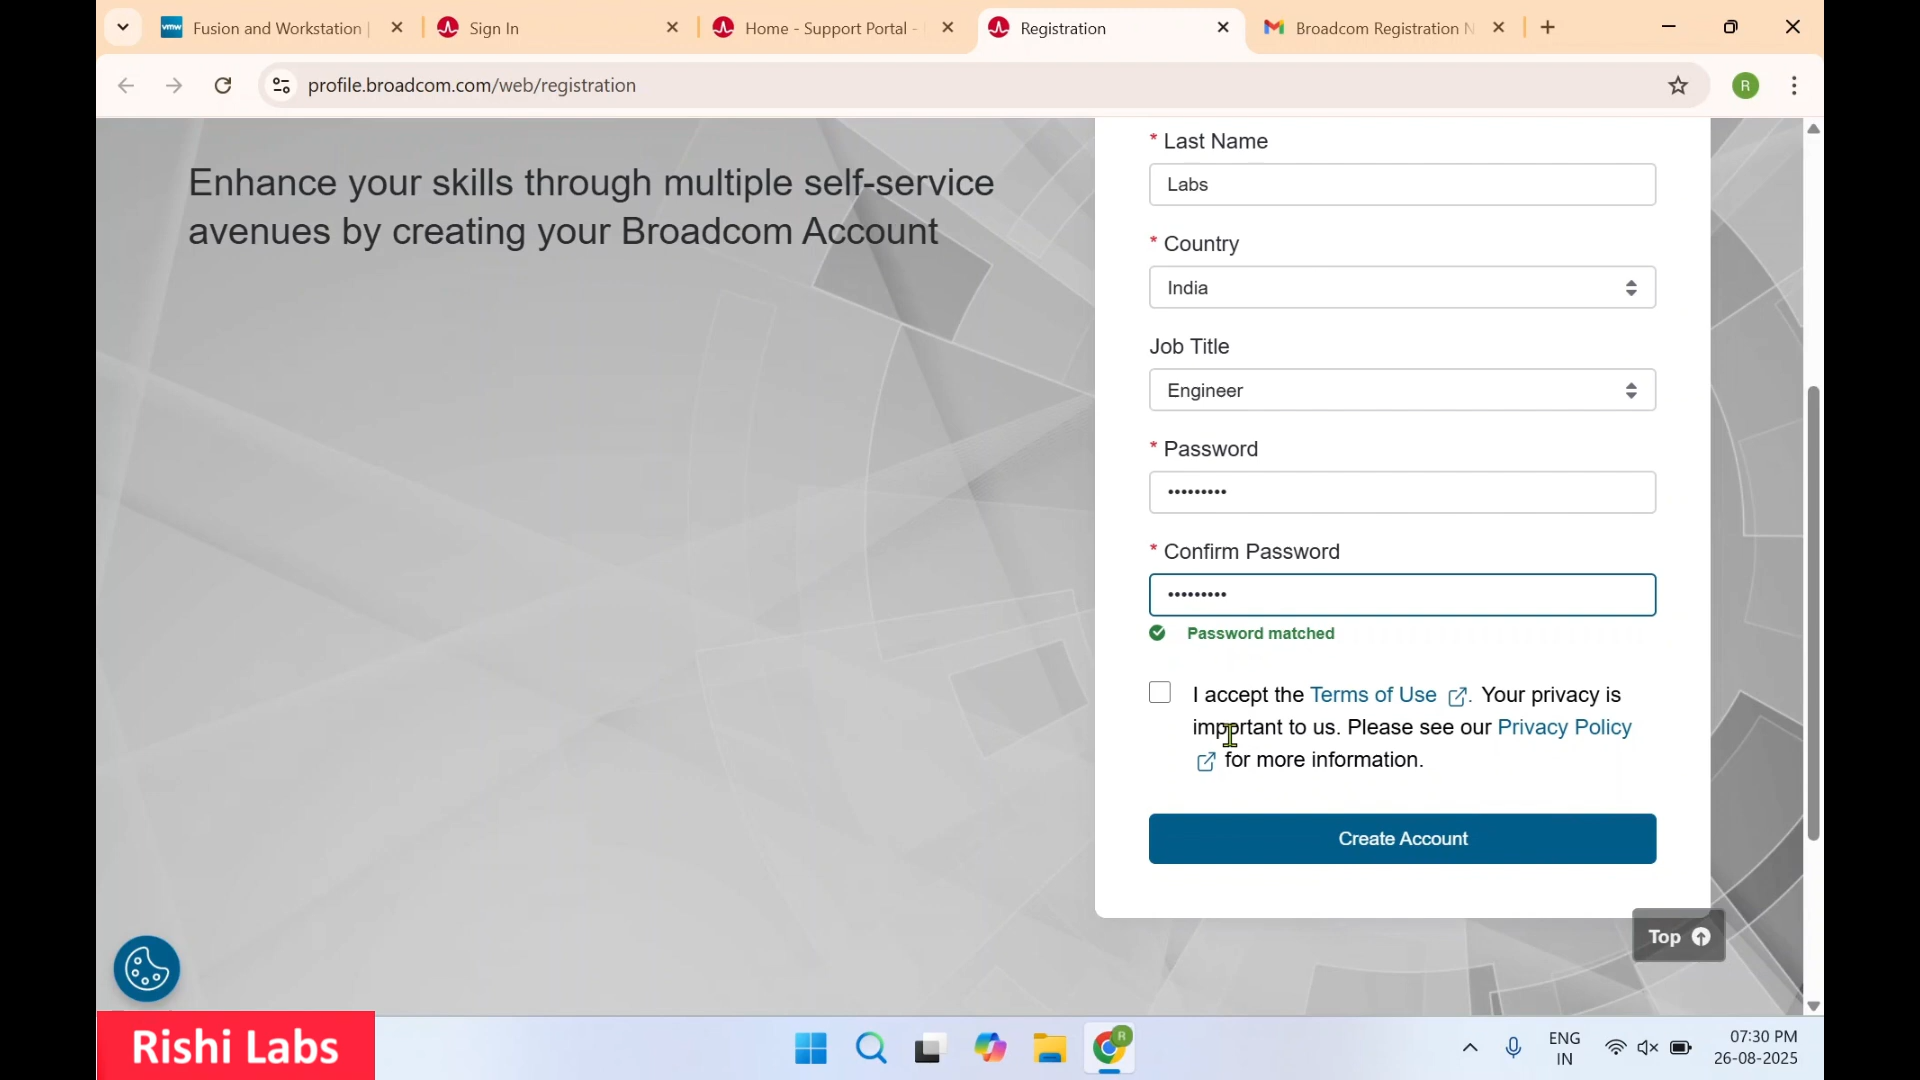 Fusion and Workstation |
Sign In
Home - Support Portal -
Registration
Broadcom Registration N
profile.broadcom.com/web/registration
R
Enhance your skills through multiple self-service
avenues by creating your Broadcom Account
* Last Name
Labs
* Country
India
Job Title
Engineer
* Password
•••••••••
* Confirm Password
•••••••••
Password matched
I accept the Terms of Use . Your privacy is
important to us. Please see our Privacy Policy
for more information.
Create Account
Top
Rishi Labs
ENG
IN
07:30 PM
26-08-2025